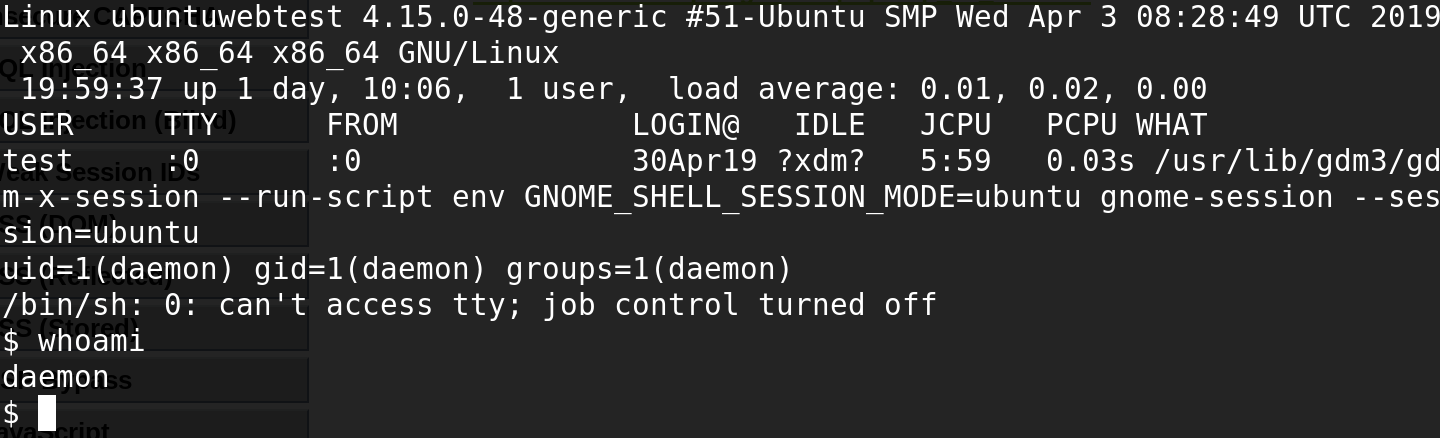 Linux ubuntuwebtest 4.15.0-48-generic #51-Ubuntu SMP Wed Apr 3 08:28:49 UTC 2019
x86_64 x86_64 x86_64 GNU/Linux
19:59:37 up 1 day, 10:06,  1 user,  load average: 0.01, 0.02, 0.00
USER     TTY      FROM             LOGIN@   IDLE   JCPU   PCPU WHAT
test     :0       :0               30Apr19 ?xdm?   5:59   0.03s /usr/lib/gdm3/gd
m-x-session --run-script env GNOME_SHELL_SESSION_MODE=ubuntu gnome-session --ses
sion=ubuntu
uid=1(daemon) gid=1(daemon) groups=1(daemon)
/bin/sh: 0: can't access tty; job control turned off
$ whoami
daemon
$